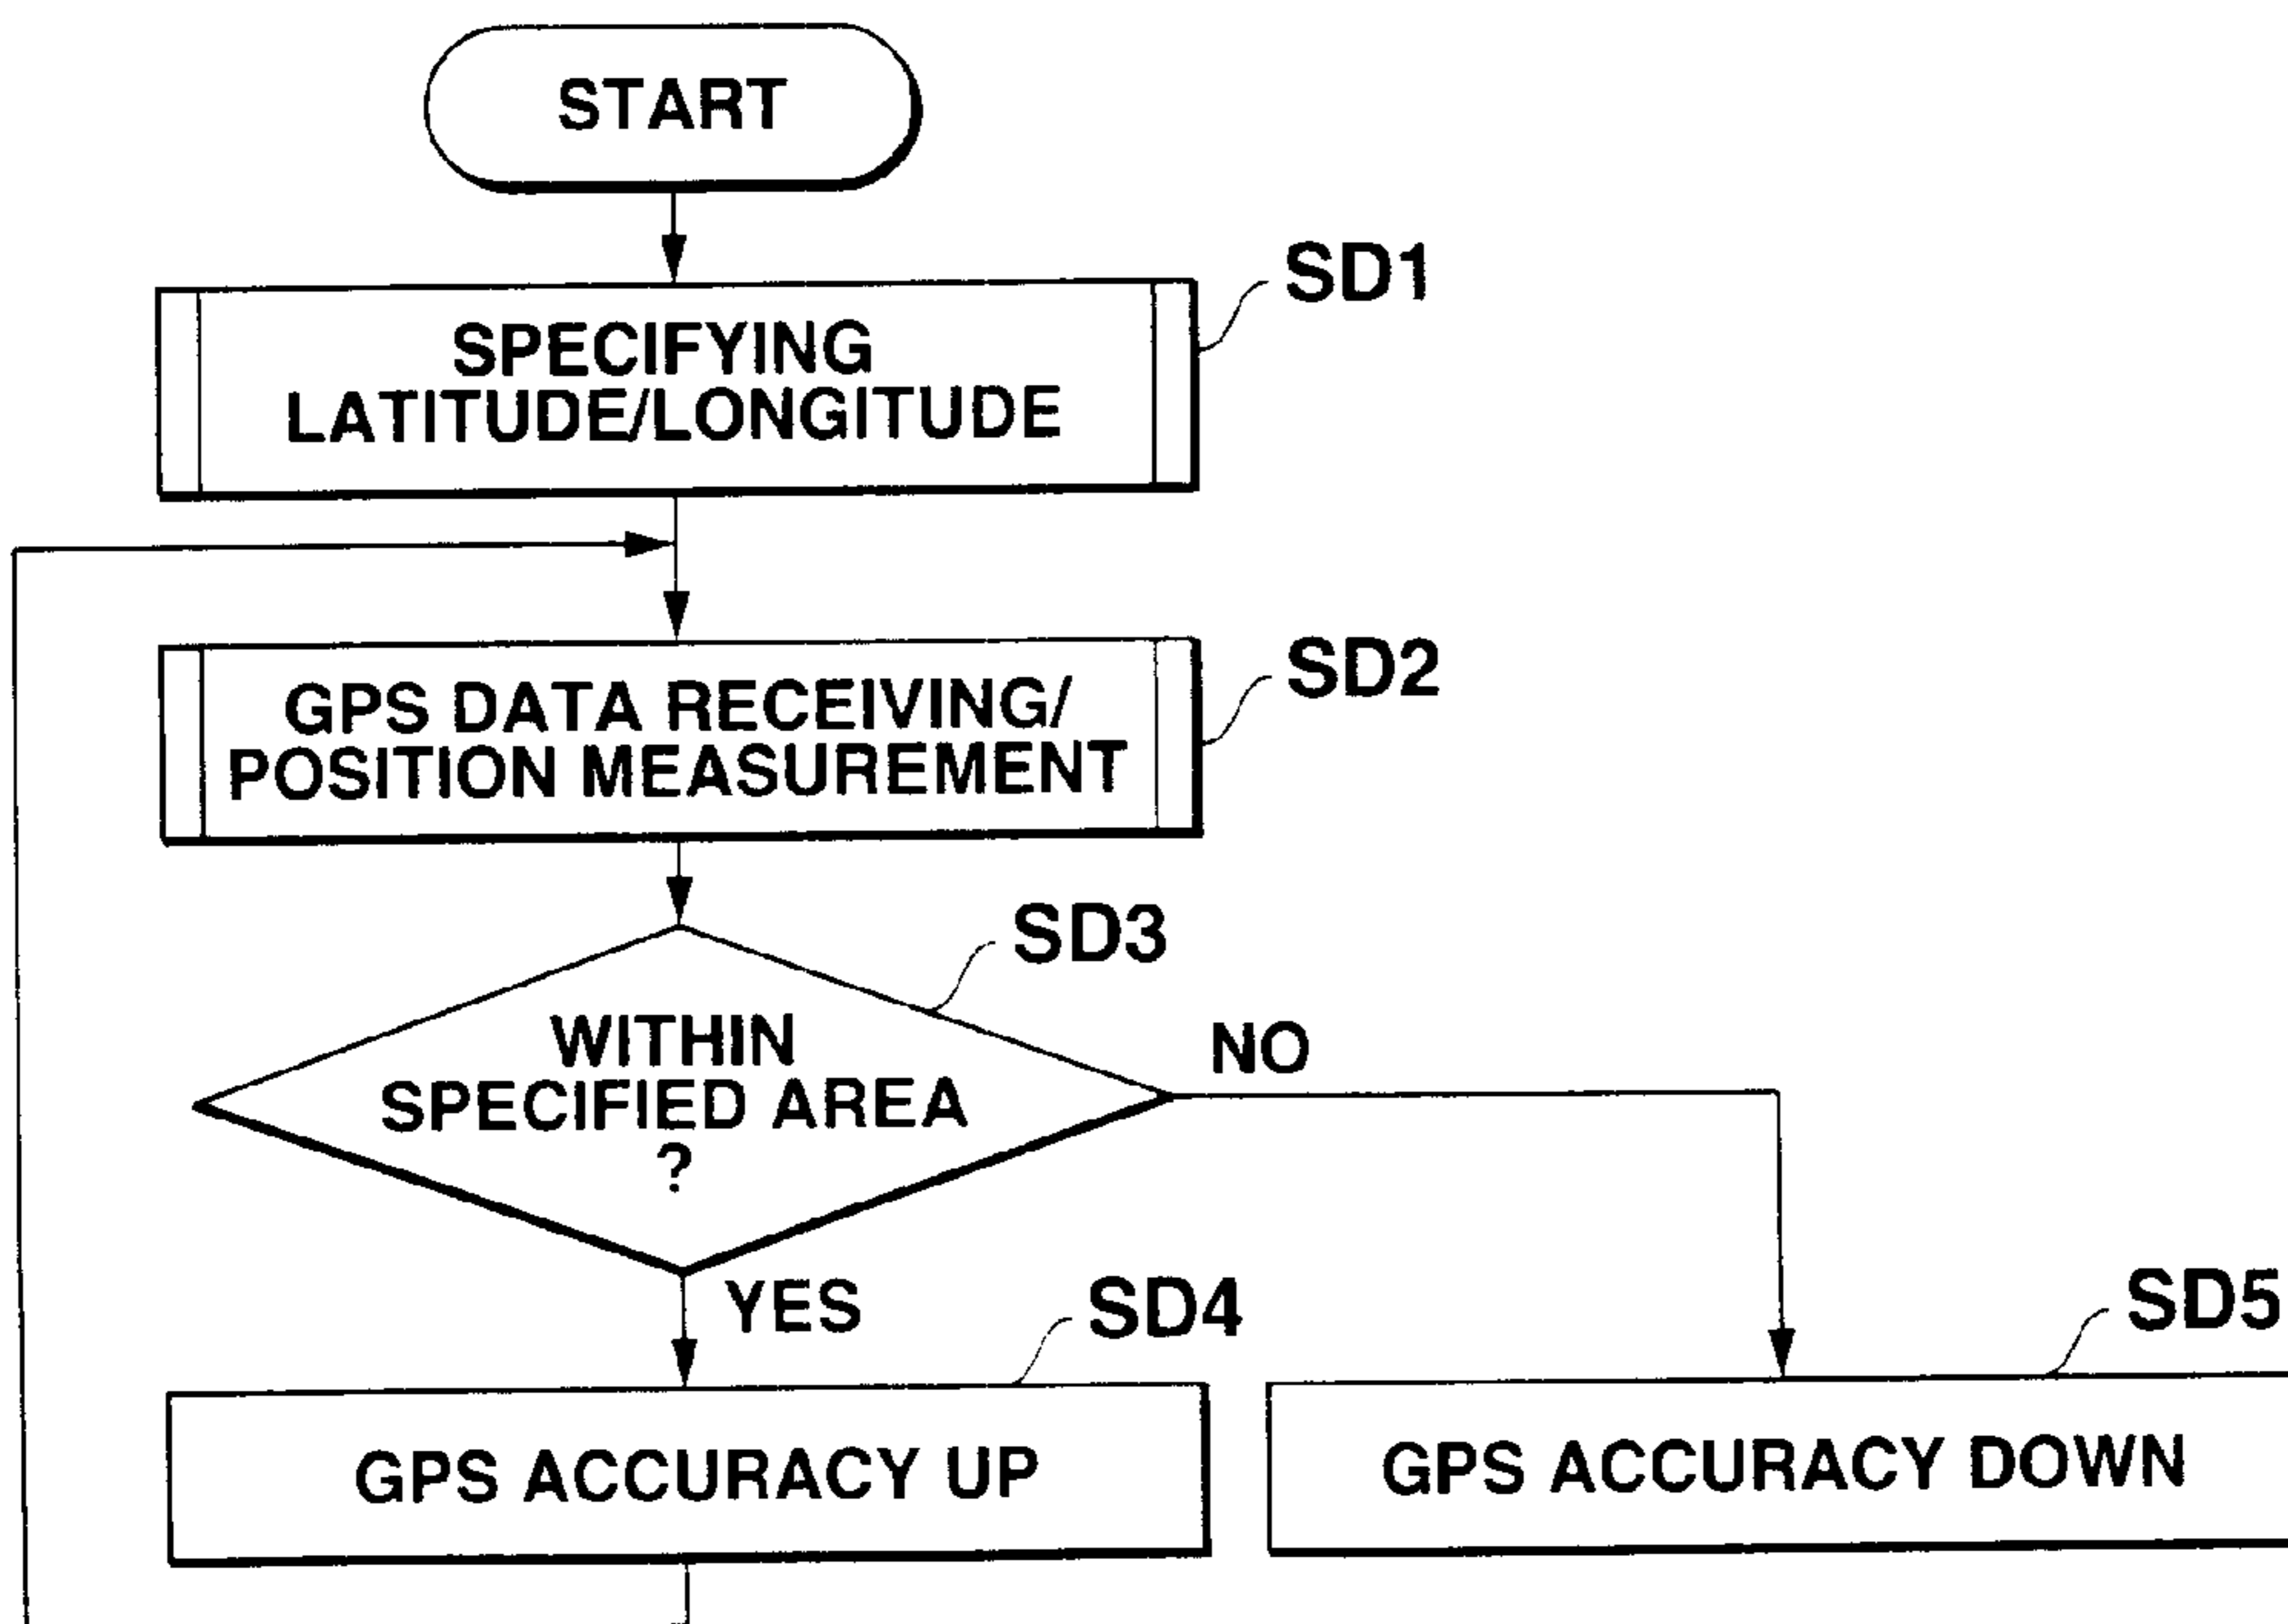 START
SD1
SPECIFYING
LATITUDE/LONGITUDE
SD2
GPS DATA RECEIVING/
POSITION MEASUREMENT
SD3
WITHIN
SPECIFIED AREA
?
NO
YES
SD4
SD5
GPS ACCURACY UP
GPS ACCURACY DOWN